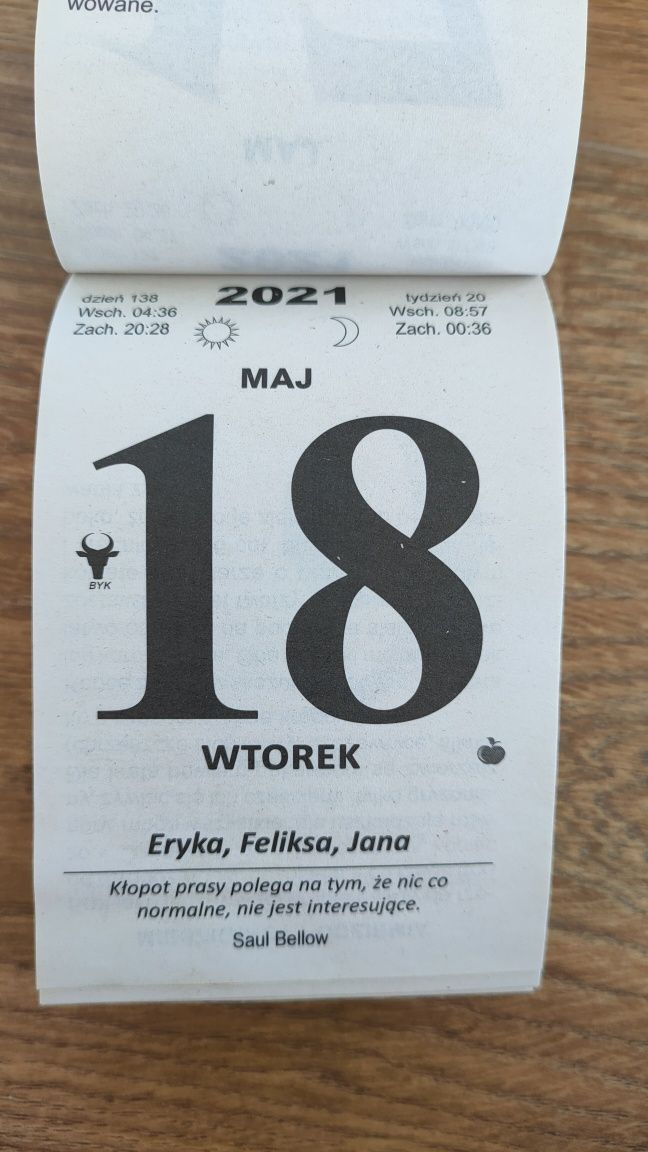 wowane.
dzień 138 2021 tydzień 20
Wsch. 04:36 Wsch. 08:57
Zach. 20:28 Zach. 00:36
MAJ
18
BYK
WTOREK
Eryka, Feliksa, Jana
Kłopot prasy polega na tym, że nic co
normalne, nie jest interesujące.
Saul Bellow